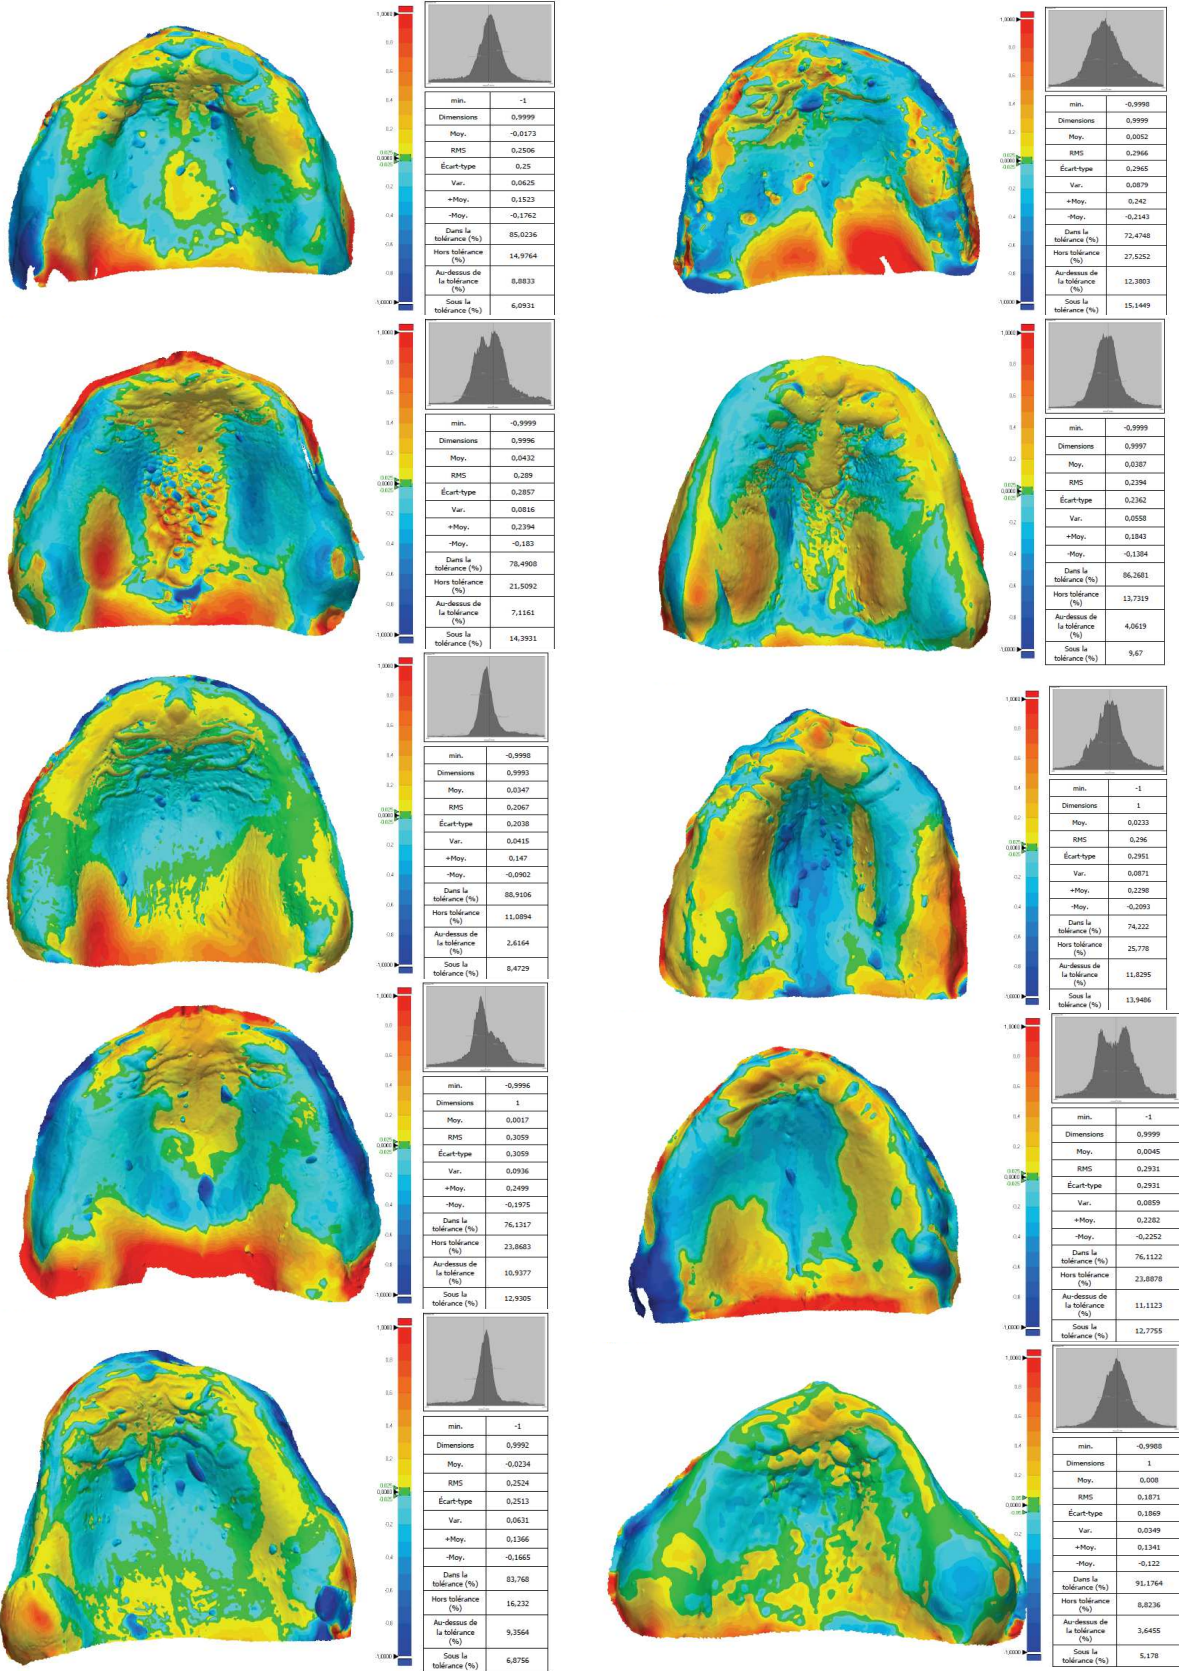 min. -1
Dimensions 0,9999
Moy. -0,0173
RMS 0,2506
Écart-type 0,25
Var. 0,0625
+Moy. 0,1523
-Moy. -0,1762
Dans la
tolérance (%) 85,0236
Hors tolérance
(%) 14,9764
Au-dessus de
la tolérance
(%) 8,8833
Sous la
tolérance (%) 6,0931
min. -0,9998
Dimensions 0,9999
Moy. 0,0052
RMS 0,2966
Écart-type 0,2965
Var. 0,0879
+Moy. 0,242
-Moy. -0,2143
Dans la
tolérance (%) 72,4748
Hors tolérance
(%) 27,5252
Au-dessus de
la tolérance
(%) 12,3803
Sous la
tolérance (%) 15,1449
min. -0,9999
Dimensions 0,9996
Moy. 0,0432
RMS 0,289
Écart-type 0,2857
Var. 0,0816
+Moy. 0,2394
-Moy. -0,183
Dans la
tolérance (%) 78,4908
Hors tolérance
(%) 21,5092
Au-dessus de
la tolérance
(%) 7,1161
Sous la
tolérance (%) 14,3931
min. -0,9999
Dimensions 0,9997
Moy. 0,0387
RMS 0,2394
Écart-type 0,2362
Var. 0,0558
+Moy. 0,1843
-Moy. -0,1384
Dans la
tolérance (%) 86,2681
Hors tolérance
(%) 13,7319
Au-dessus de
la tolérance
(%) 4,0619
Sous la
tolérance (%) 9,67
min. -0,9998
Dimensions 0,9993
Moy. 0,0347
RMS 0,2067
Écart-type 0,2038
Var. 0,0415
+Moy. 0,147
-Moy. -0,0902
Dans la
tolérance (%) 88,9106
Hors tolérance
(%) 11,0894
Au-dessus de
la tolérance
(%) 2,6164
Sous la
tolérance (%) 8,4729
min. -1
Dimensions 1
Moy. 0,0233
RMS 0,296
Écart-type 0,2951
Var. 0,0871
+Moy. 0,2298
-Moy. -0,2093
Dans la
tolérance (%) 74,222
Hors tolérance
(%) 25,778
Au-dessus de
la tolérance
(%) 11,8295
Sous la
tolérance (%) 13,9486
min. -0,9996
Dimensions 1
Moy. 0,0017
RMS 0,3059
Écart-type 0,3059
Var. 0,0936
+Moy. 0,2499
-Moy. -0,1975
Dans la
tolérance (%) 76,1317
Hors tolérance
(%) 23,8683
Au-dessus de
la tolérance
(%) 10,9377
Sous la
tolérance (%) 12,9305
min. -1
Dimensions 0,9999
Moy. 0,0045
RMS 0,2931
Écart-type 0,2931
Var. 0,0859
+Moy. 0,2282
-Moy. -0,2252
Dans la
tolérance (%) 76,1122
Hors tolérance
(%) 23,8878
Au-dessus de
la tolérance
(%) 11,1123
Sous la
tolérance (%) 12,7755
min. -1
Dimensions 0,9992
Moy. -0,0234
RMS 0,2524
Écart-type 0,2513
Var. 0,0631
+Moy. 0,1366
-Moy. -0,1665
Dans la
tolérance (%) 83,768
Hors tolérance
(%) 16,232
Au-dessus de
la tolérance
(%) 9,3564
Sous la
tolérance (%) 6,8756
min. -0,9988
Dimensions 1
Moy. 0,008
RMS 0,1871
Écart-type 0,1869
Var. 0,0349
+Moy. 0,1341
-Moy. -0,122
Dans la
tolérance (%) 91,1764
Hors tolérance
(%) 8,8236
Au-dessus de
la tolérance
(%) 3,6455
Sous la
tolérance (%) 5,178